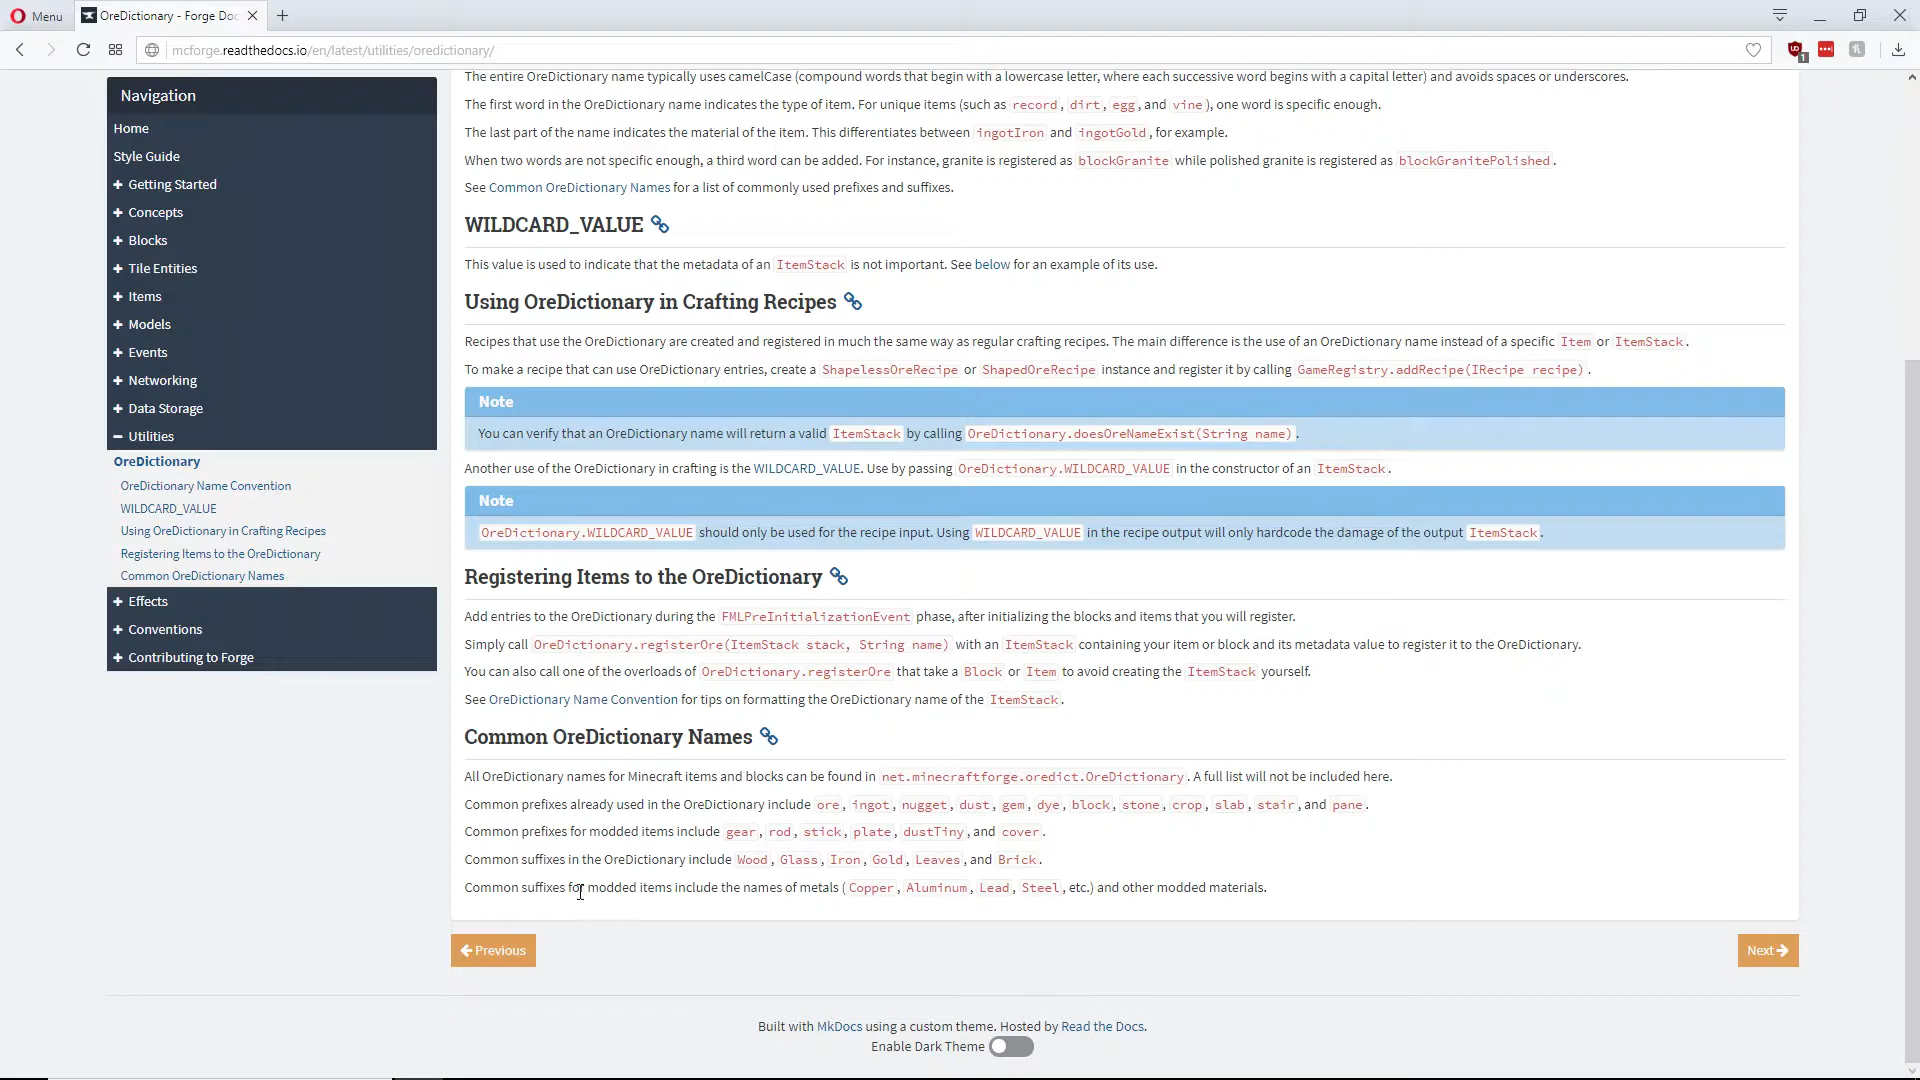 Menu
OreDictionary - Forge Doc
mcforge.readthedocs.io/en/latest/utilities/oredictionary/
1
Navigation
Home
Style Guide
Getting Started
Concepts
Blocks
Tile Entities
Items
Models
Events
Networking
Data Storage
Utilities
OreDictionary
OreDictionary Name Convention
WILDCARD_VALUE
Using OreDictionary in Crafting Recipes
Registering Items to the OreDictionary
Common OreDictionary Names
Effects
Conventions
Contributing to Forge
The entire OreDictionary name typically uses camelCase (compound words that begin with a lowercase letter, where each successive word begins with a capital letter) and avoids spaces or underscores.
The first word in the OreDictionary name indicates the type of item. For unique items (such as record, dirt, egg, and vine), one word is specific enough.
The last part of the name indicates the material of the item. This differentiates between ingotIron and ingotGold, for example.
When two words are not specific enough, a third word can be added. For instance, granite is registered as blockGranite while polished granite is registered as blockGranitePolished.
See Common OreDictionary Names for a list of commonly used prefixes and suffixes.
WILDCARD_VALUE
This value is used to indicate that the metadata of an ItemStack is not important. See below for an example of its use.
Using OreDictionary in Crafting Recipes
Recipes that use the OreDictionary are created and registered in much the same way as regular crafting recipes. The main difference is the use of an OreDictionary name instead of a specific Item or ItemStack.
To make a recipe that can use OreDictionary entries, create a ShapelessOreRecipe or ShapedOreRecipe instance and register it by calling GameRegistry.addRecipe(IRecipe recipe).
Note
You can verify that an OreDictionary name will return a valid ItemStack by calling OreDictionary.doesOreNameExist(String name).
Another use of the OreDictionary in crafting is the WILDCARD_VALUE. Use by passing OreDictionary.WILDCARD_VALUE in the constructor of an ItemStack.
Note
OreDictionary.WILDCARD_VALUE should only be used for the recipe input. Using WILDCARD_VALUE in the recipe output will only hardcode the damage of the output ItemStack.
Registering Items to the OreDictionary
Add entries to the OreDictionary during the FMLPreInitializationEvent phase, after initializing the blocks and items that you will register.
Simply call OreDictionary.registerOre(ItemStack stack, String name) with an ItemStack containing your item or block and its metadata value to register it to the OreDictionary.
You can also call one of the overloads of OreDictionary.registerOre that take a Block or Item to avoid creating the ItemStack yourself.
See OreDictionary Name Convention for tips on formatting the OreDictionary name of the ItemStack.
Common OreDictionary Names
All OreDictionary names for Minecraft items and blocks can be found in net.minecraftforge.oredict.OreDictionary. A full list will not be included here.
Common prefixes already used in the OreDictionary include ore, ingot, nugget, dust, gem, dye, block, stone, crop, slab, stair, and pane.
Common prefixes for modded items include gear, rod, stick, plate, dustTiny, and cover.
Common suffixes in the OreDictionary include Wood, Glass, Iron, Gold, Leaves, and Brick.
Common suffixes for modded items include the names of metals (Copper, Aluminum, Lead, Steel, etc.) and other modded materials.
Previous
Next
Built with MkDocs using a custom theme. Hosted by Read the Docs.
Enable Dark Theme